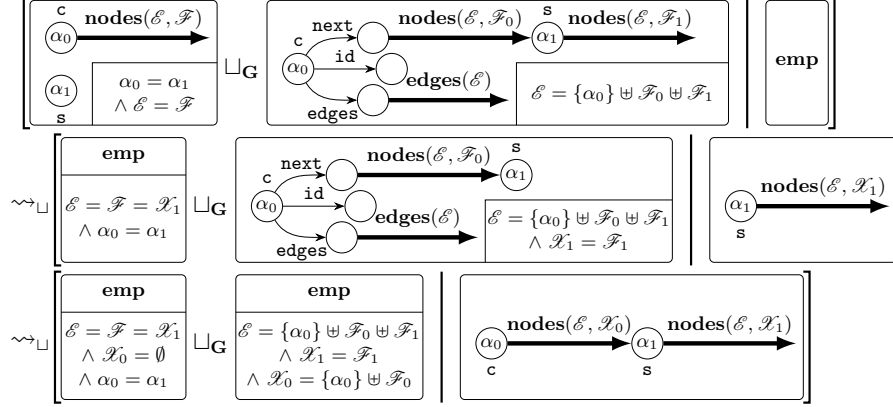 c nodes(ℰ, ℱ)
α₀
α₁
s
α₀ = α₁
∧ ℰ = ℱ
⊔G
c next nodes(ℰ, ℱ₀) s nodes(ℰ, ℱ₁)
α₀ id α₁
edges edges(ℰ)
ℰ = {α₀} ⊎ ℱ₀ ⊎ ℱ₁
emp
⇝⊔
emp
ℰ = ℱ = 𝒳₁
∧ α₀ = α₁
⊔G
c next nodes(ℰ, ℱ₀) s
α₀ id α₁
edges edges(ℰ)
ℰ = {α₀} ⊎ ℱ₀ ⊎ ℱ₁
∧ 𝒳₁ = ℱ₁
α₁ nodes(ℰ, 𝒳₁)
s
⇝⊔
emp
ℰ = ℱ = 𝒳₁
∧ 𝒳₀ = ∅
∧ α₀ = α₁
⊔G
emp
ℰ = {α₀} ⊎ ℱ₀ ⊎ ℱ₁
∧ 𝒳₁ = ℱ₁
∧ 𝒳₀ = {α₀} ⊎ ℱ₀
α₀ nodes(ℰ, 𝒳₀) α₁ nodes(ℰ, 𝒳₁)
c s